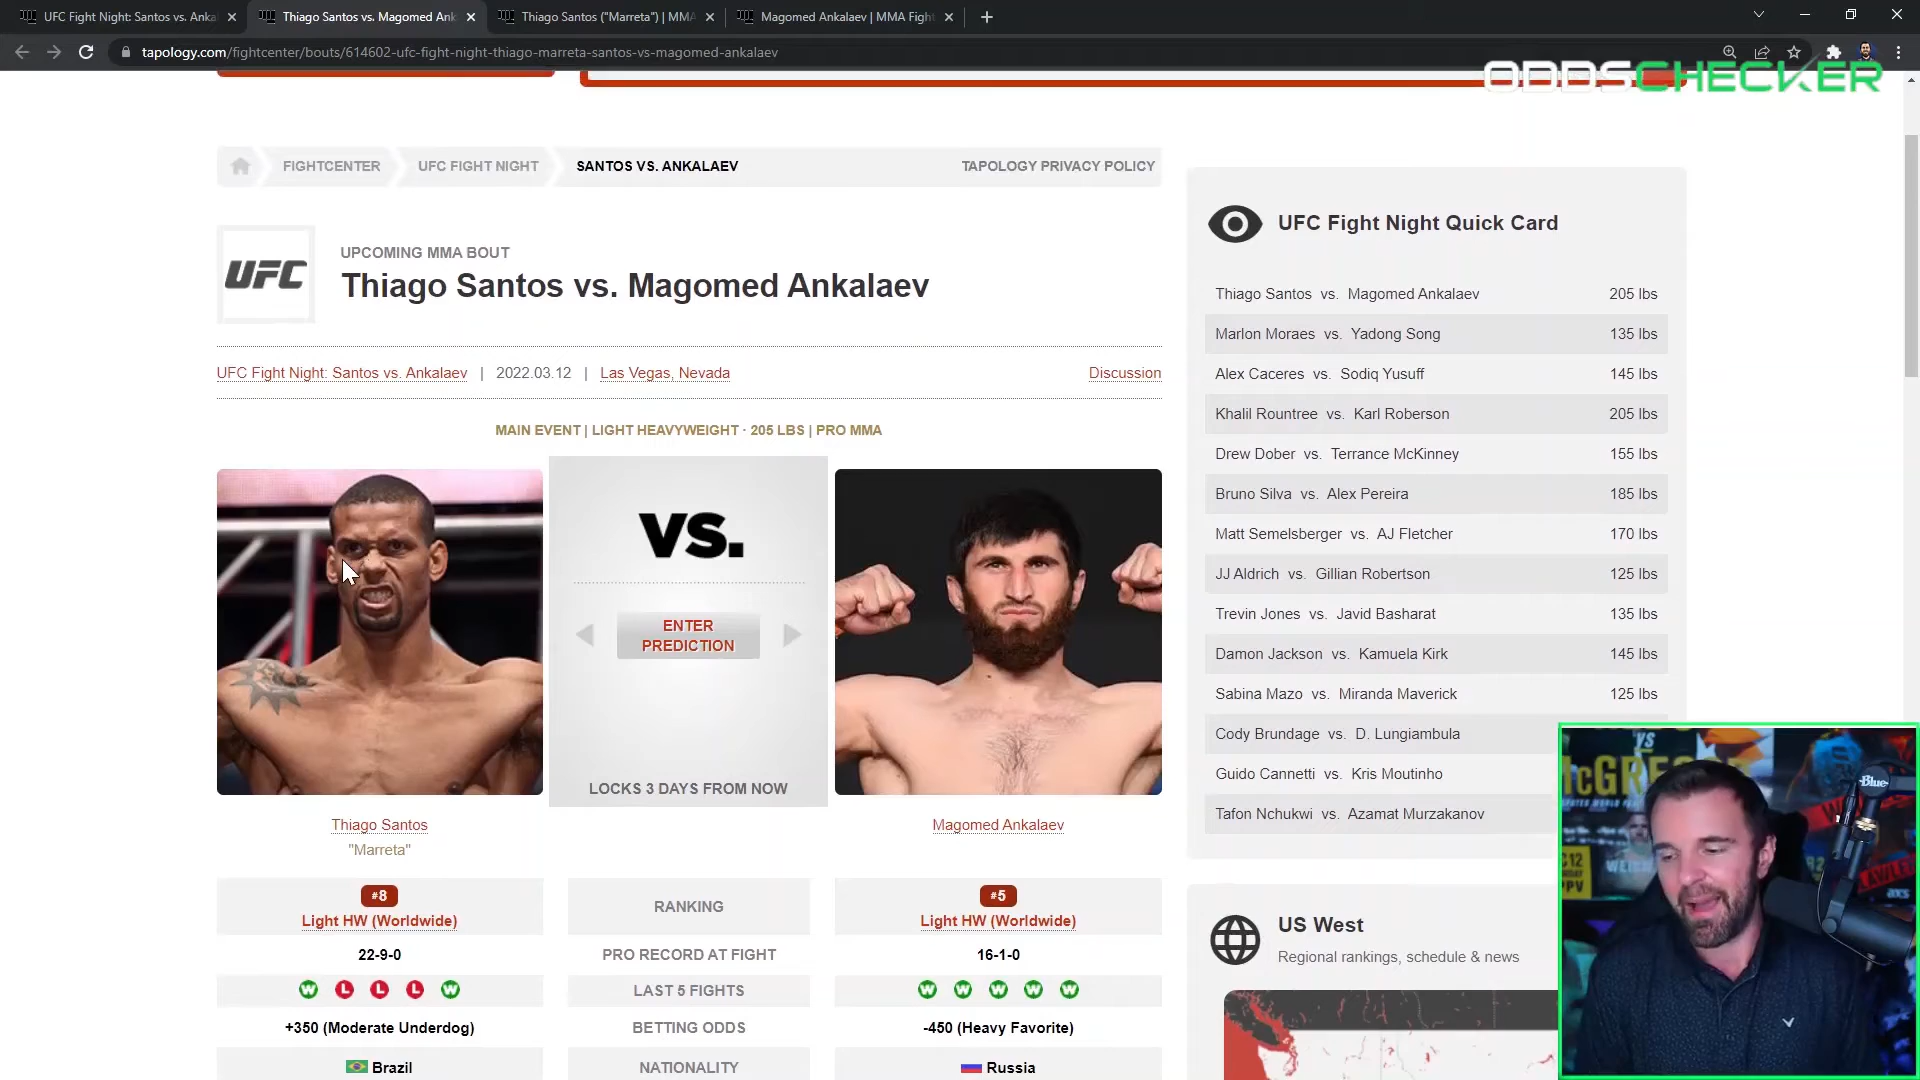 UFC Fight Night: Santos vs. Anka
Thiago Santos vs. Magomed Ank
Thiago Santos ("Marreta") | MMA
Magomed Ankalaev | MMA Fight
tapology.com/fightcenter/bouts/614602-ufc-fight-night-thiago-marreta-santos-vs-magomed-ankalaev
ODDSCHECKER
FIGHTCENTER
UFC FIGHT NIGHT
SANTOS VS. ANKALAEV
TAPOLOGY PRIVACY POLICY
UFC
UPCOMING MMA BOUT
Thiago Santos vs. Magomed Ankalaev
UFC Fight Night: Santos vs. Ankalaev | 2022.03.12 | Las Vegas, Nevada
Discussion
MAIN EVENT | LIGHT HEAVYWEIGHT · 205 LBS | PRO MMA
VS.
ENTER
PREDICTION
LOCKS 3 DAYS FROM NOW
Thiago Santos
"Marreta"
Magomed Ankalaev
#8
Light HW (Worldwide)
RANKING
#5
Light HW (Worldwide)
22-9-0
PRO RECORD AT FIGHT
16-1-0
W L L L W
LAST 5 FIGHTS
W W W W W
+350 (Moderate Underdog)
BETTING ODDS
-450 (Heavy Favorite)
Brazil
NATIONALITY
Russia
UFC Fight Night Quick Card
Thiago Santos vs. Magomed Ankalaev 205 lbs
Marlon Moraes vs. Yadong Song 135 lbs
Alex Caceres vs. Sodiq Yusuff 145 lbs
Khalil Rountree vs. Karl Roberson 205 lbs
Drew Dober vs. Terrance McKinney 155 lbs
Bruno Silva vs. Alex Pereira 185 lbs
Matt Semelsberger vs. AJ Fletcher 170 lbs
JJ Aldrich vs. Gillian Robertson 125 lbs
Trevin Jones vs. Javid Basharat 135 lbs
Damon Jackson vs. Kamuela Kirk 145 lbs
Sabina Mazo vs. Miranda Maverick 125 lbs
Cody Brundage vs. D. Lungiambula
Guido Cannetti vs. Kris Moutinho
Tafon Nchukwi vs. Azamat Murzakanov
US West
Regional rankings, schedule & news
VS
Blue
PPV
axs